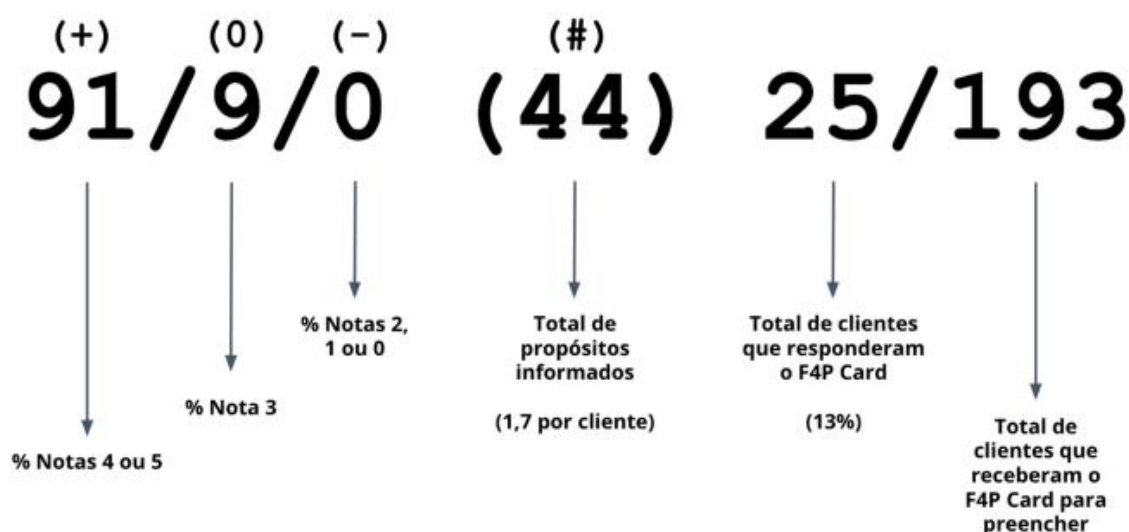 (+) (0) (-) (#)
91/9/0 (44) 25/193
% Notas 4 ou 5
% Nota 3
% Notas 2,
1 ou 0
Total de
propósitos
informados
(1,7 por cliente)
Total de clientes
que responderam
o F4P Card
(13%)
Total de
clientes que
receberam o
F4P Card para
preencher